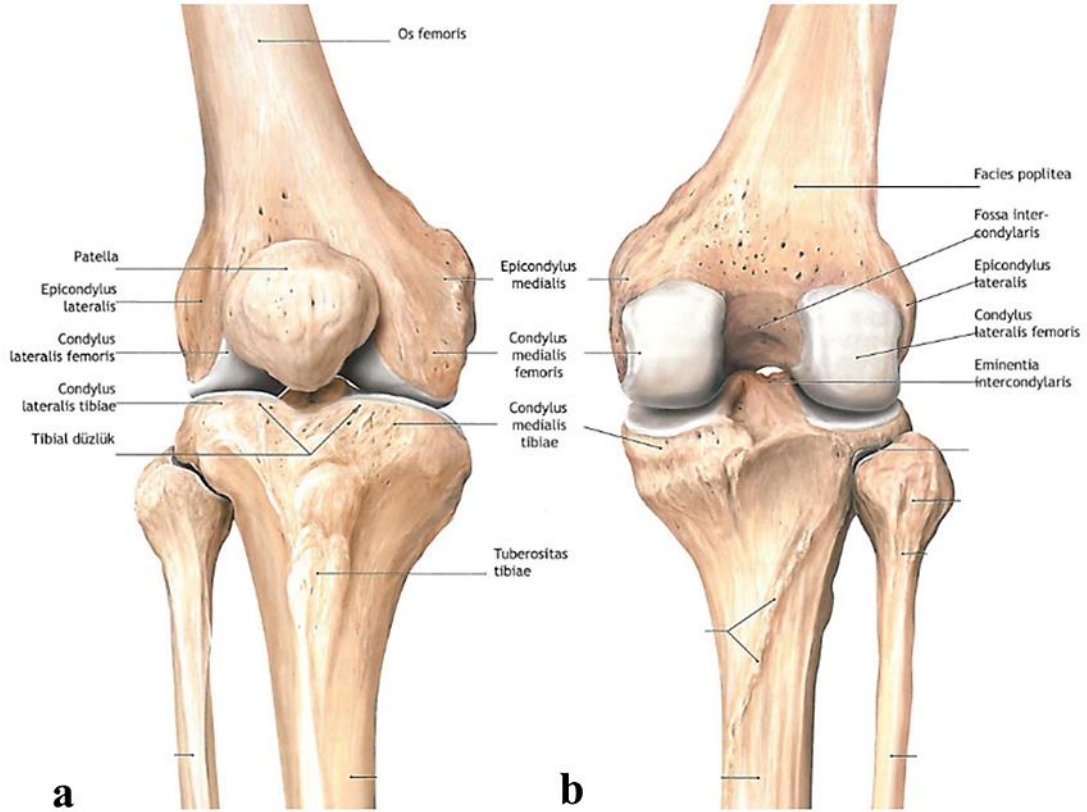 Os femoris
Patella
Epicondylus
lateralis
Condylus
lateralis femoris
Condylus
lateralis tibiae
Tibial düzlük
Epicondylus
medialis
Condylus
medialis
femoris
Condylus
medialis
tibiae
Tuberositas
tibiae
Facies poplitea
Fossa inter-
condylaris
Epicondylus
lateralis
Condylus
lateralis femoris
Eminentia
intercondylaris
a
b